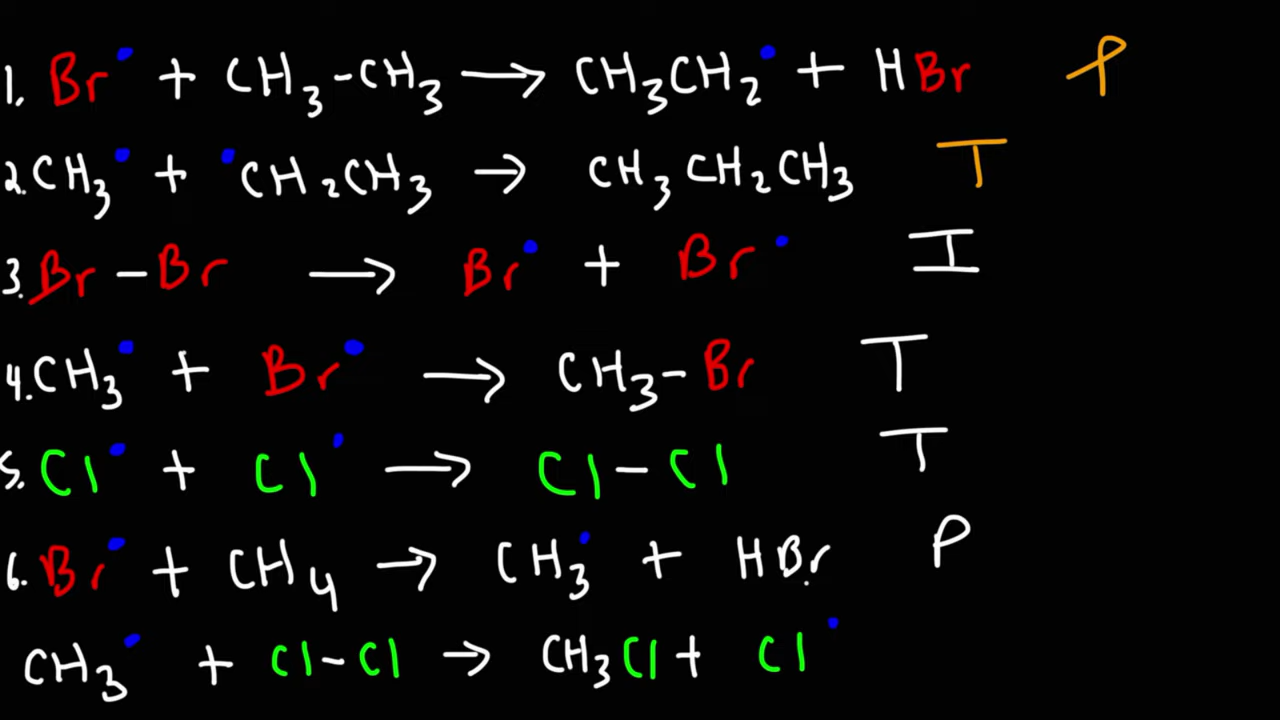 1. Br• + CH₃-CH₃ → CH₃CH₂• + HBr P
2. CH₃• + •CH₂CH₃ → CH₃CH₂CH₃ T
3. Br-Br → Br• + Br• I
4. CH₃• + Br• → CH₃-Br T
5. Cl• + Cl• → Cl-Cl T
6. Br• + CH₄ → CH₃• + HBr P
CH₃• + Cl-Cl → CH₃Cl + Cl•